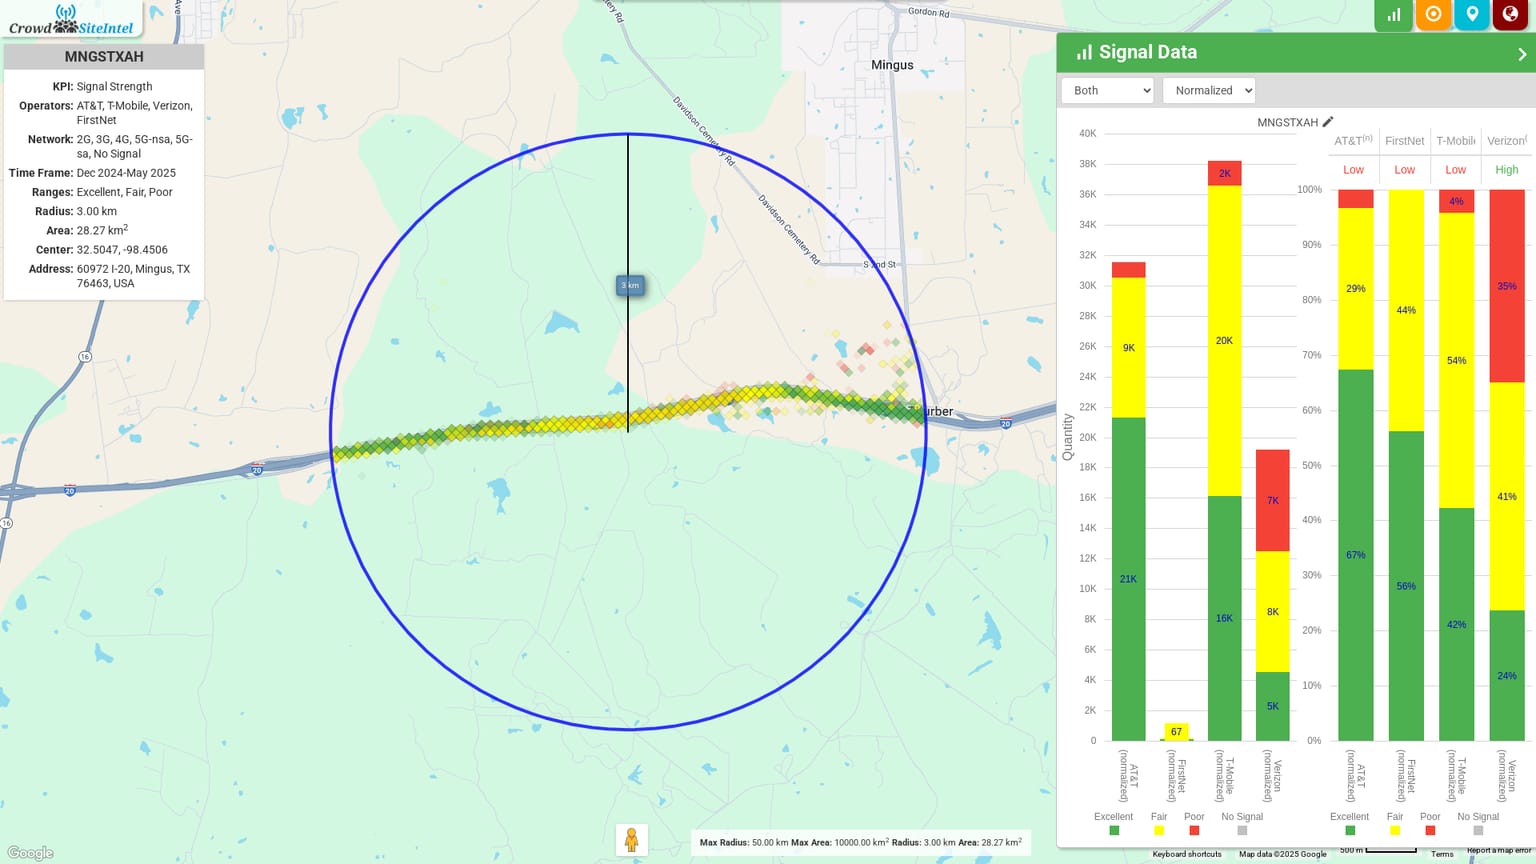 Crowd SiteIntel
MNGSTXAH
KPI: Signal Strength
Operators: AT&T, T-Mobile, Verizon,
FirstNet
Network: 2G, 3G, 4G, 5G-nsa, 5G-
sa, No Signal
Time Frame: Dec 2024-May 2025
Ranges: Excellent, Fair, Poor
Radius: 3.00 km
Area: 28.27 km2
Center: 32.5047, -98.4506
Address: 60972 I-20, Mingus, TX
76463, USA
Ave
Gordon Rd
Mingus
Davidson Cemetery Rd
Davidson Cemetery Rd
S 2nd St
3 km
16
16
20
20
20
Google
Max Radius: 50.00 km Max Area: 10000.00 km2 Radius: 3.00 km Area: 28.27 km2
Signal Data
Both
Normalized
MNGSTXAH
Quantity
40K
38K
36K
34K
32K
30K
28K
26K
24K
22K
20K
18K
16K
14K
12K
10K
8K
6K
4K
2K
0
9K
21K
67
2K
20K
16K
7K
8K
5K
AT&T
(normalized)
FirstNet
(normalized)
T-Mobile
(normalized)
Verizon
(normalized)
Excellent Fair Poor No Signal
AT&T(n) FirstNet T-Mobile Verizon(
Low Low Low High
100%
90%
80%
70%
60%
50%
40%
30%
20%
10%
0%
29%
67%
44%
56%
4%
54%
42%
35%
41%
24%
AT&T
(normalized)
FirstNet
(normalized)
T-Mobile
(normalized)
Verizon
(normalized)
Excellent Fair Poor No Signal
Keyboard shortcuts Map data ©2025 Google 500 m Terms Report a map error